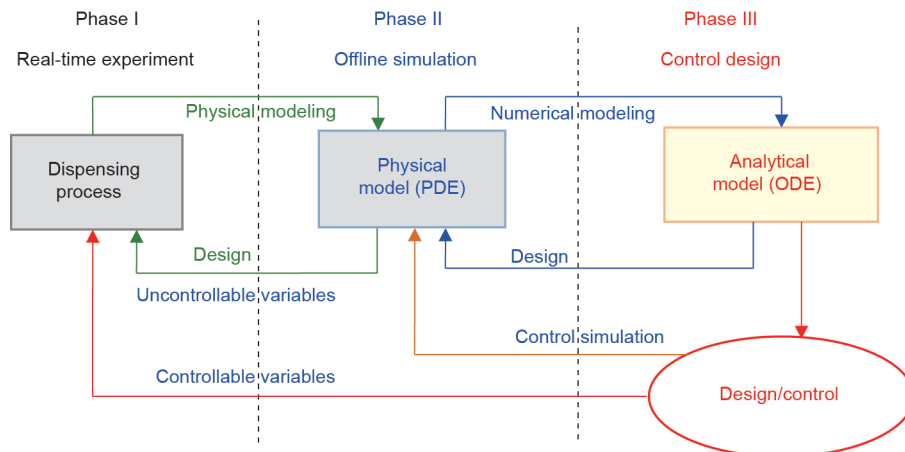 Phase I
Phase II
Phase III
Real-time experiment
Offline simulation
Control design
Physical modeling
Numerical modeling
Dispensing
process
Physical
model (PDE)
Analytical
model (ODE)
Design
Design
Uncontrollable variables
Control simulation
Controllable variables
Design/control